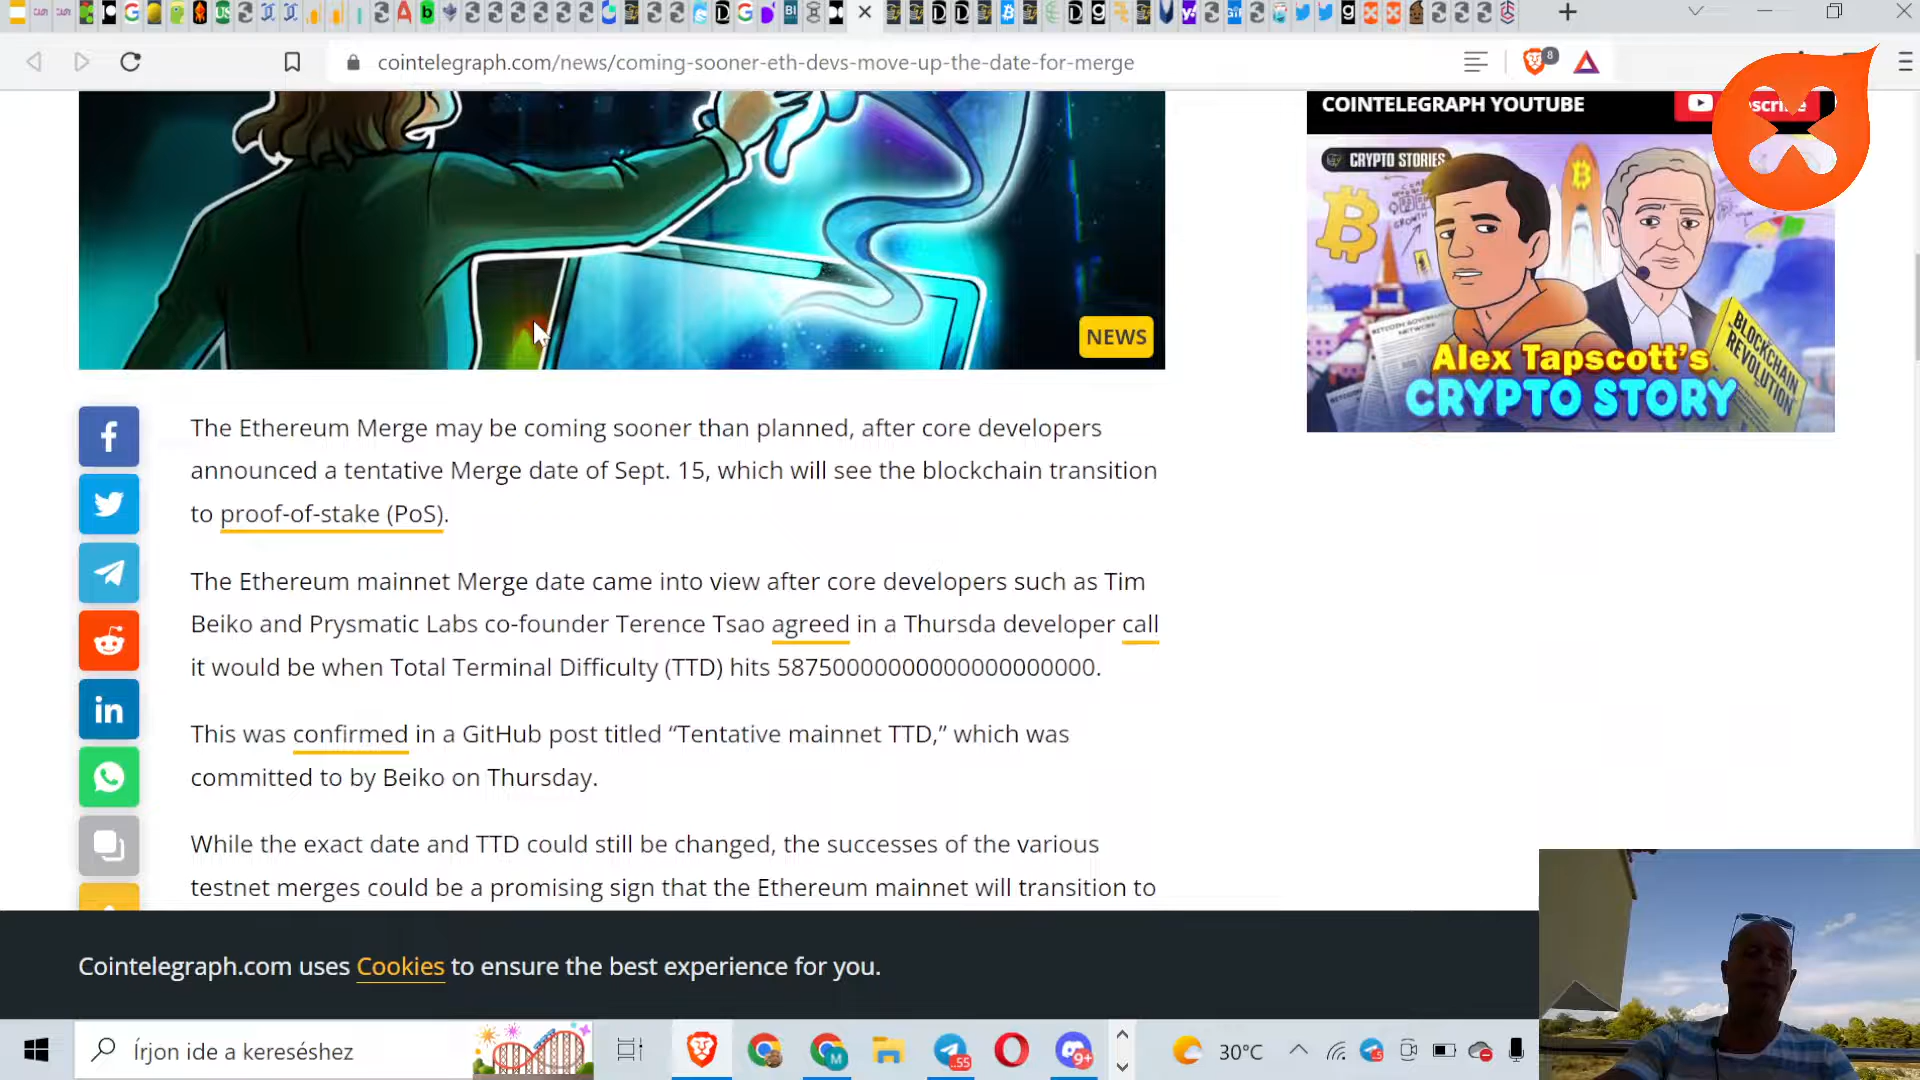 cointelegraph.com/news/coming-sooner-eth-devs-move-up-the-date-for-merge
8
COINTELEGRAPH YOUTUBE
CRYPTO STORIES
BLOCKCHAIN
REVOLUTION
Alex Tapscott's
CRYPTO STORY
NEWS
The Ethereum Merge may be coming sooner than planned, after core developers
announced a tentative Merge date of Sept. 15, which will see the blockchain transition
to proof-of-stake (PoS).
The Ethereum mainnet Merge date came into view after core developers such as Tim
Beiko and Prysmatic Labs co-founder Terence Tsao agreed in a Thursda developer call
it would be when Total Terminal Difficulty (TTD) hits 58750000000000000000000.
This was confirmed in a GitHub post titled “Tentative mainnet TTD,” which was
committed to by Beiko on Thursday.
While the exact date and TTD could still be changed, the successes of the various
testnet merges could be a promising sign that the Ethereum mainnet will transition to
Cointelegraph.com uses Cookies to ensure the best experience for you.
Írjon ide a kereséshez
30°C